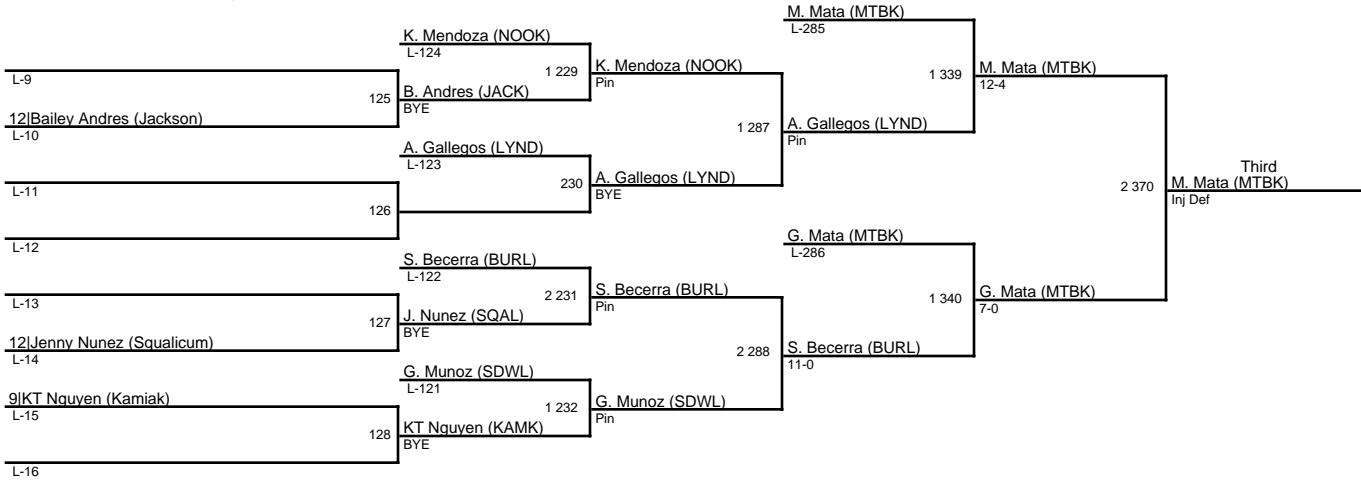 M. Mata (MTBK)
L-285
K. Mendoza (NOOK)
L-124
1 229
K. Mendoza (NOOK)
Pin
1 339
M. Mata (MTBK)
12-4
L-9
125
B. Andres (JACK)
BYE
12|Bailey Andres (Jackson)
L-10
1 287
A. Gallegos (LYND)
Pin
A. Gallegos (LYND)
L-123
230
A. Gallegos (LYND)
BYE
Third
2 370
M. Mata (MTBK)
Inj Def
L-11
126
L-12
G. Mata (MTBK)
L-286
S. Becerra (BURL)
L-122
2 231
S. Becerra (BURL)
Pin
1 340
G. Mata (MTBK)
7-0
L-13
127
J. Nunez (SQAL)
BYE
12|Jenny Nunez (Squalicum)
L-14
2 288
S. Becerra (BURL)
11-0
G. Munoz (SDWL)
L-121
1 232
G. Munoz (SDWL)
Pin
9|KT Nguyen (Kamiak)
L-15
128
KT Nguyen (KAMK)
BYE
L-16